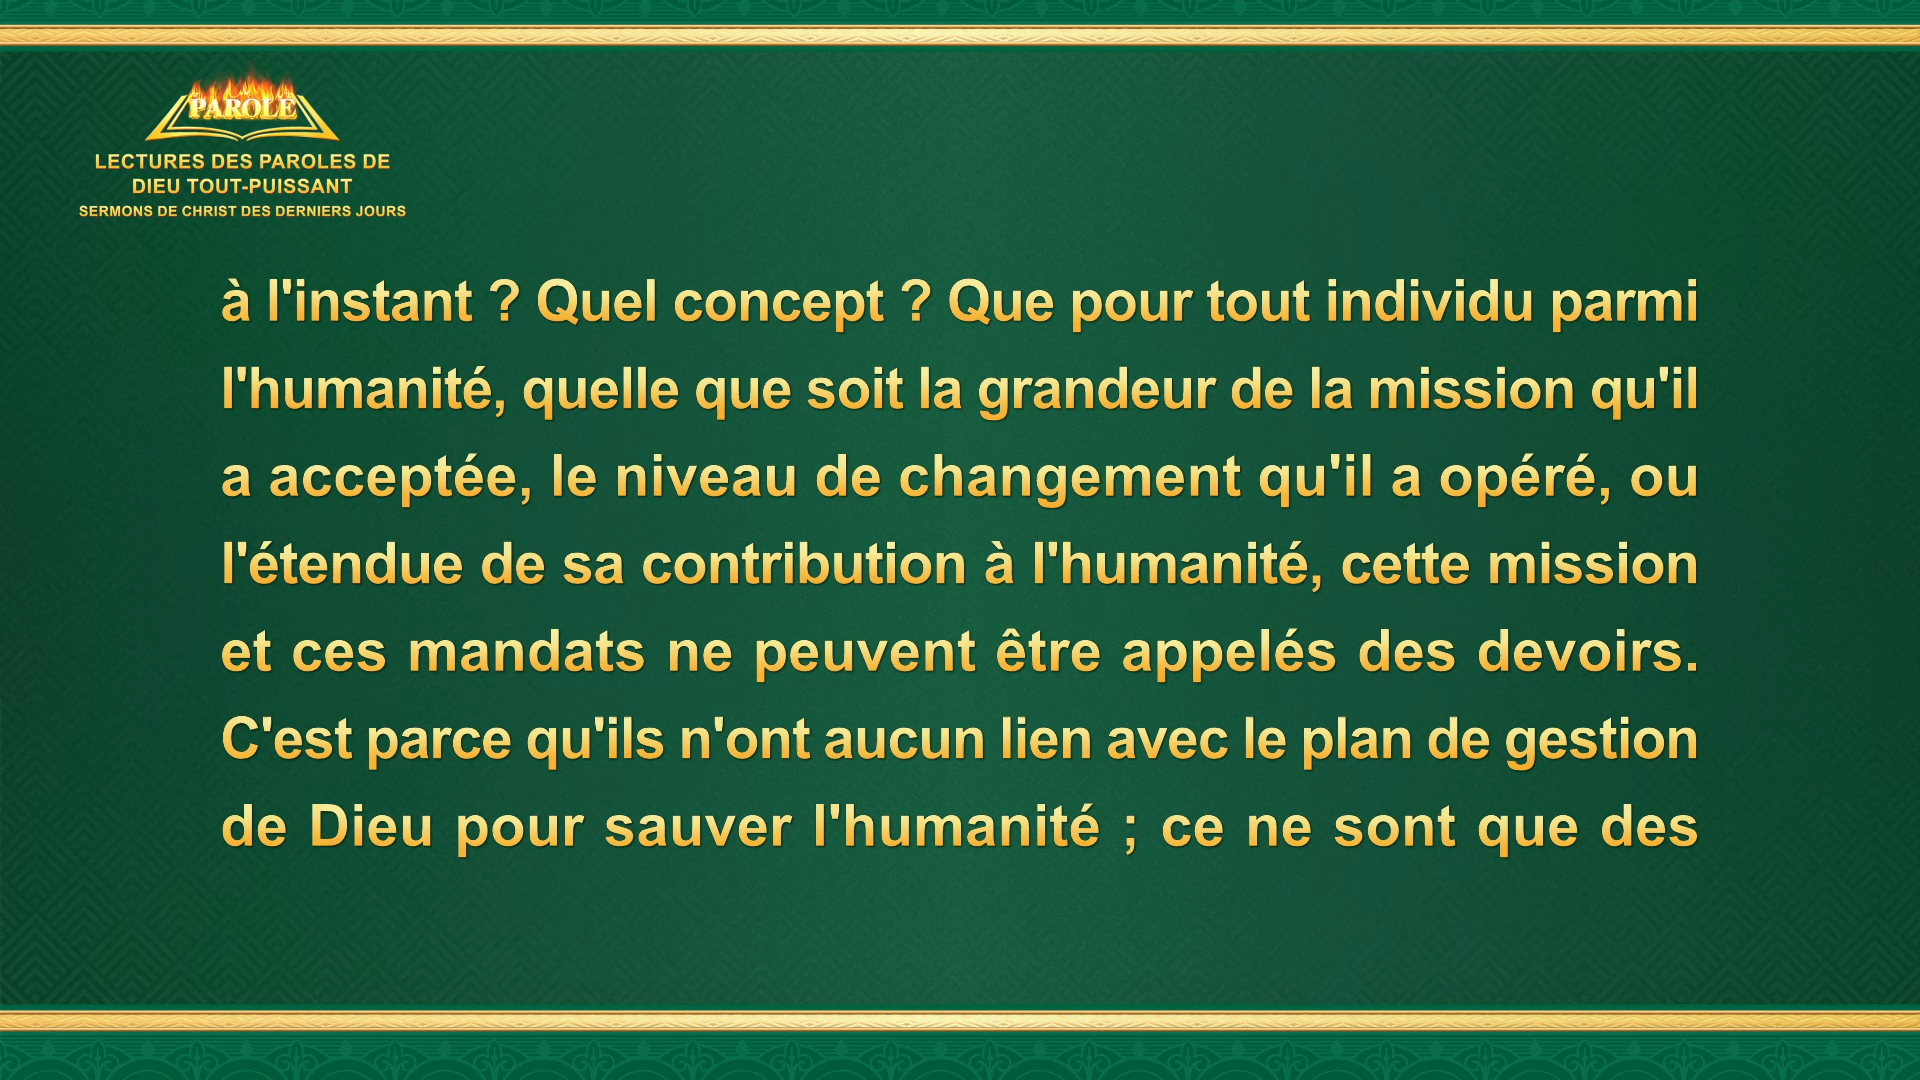 PAROLE
LECTURES DES PAROLES DE
DIEU TOUT-PUISSANT
SERMONS DE CHRIST DES DERNIERS JOURS
à l'instant ? Quel concept ? Que pour tout individu parmi
l'humanité, quelle que soit la grandeur de la mission qu'il
a acceptée, le niveau de changement qu'il a opéré, ou
l'étendue de sa contribution à l'humanité, cette mission
et ces mandats ne peuvent être appelés des devoirs.
C'est parce qu'ils n'ont aucun lien avec le plan de gestion
de Dieu pour sauver l'humanité ; ce ne sont que des